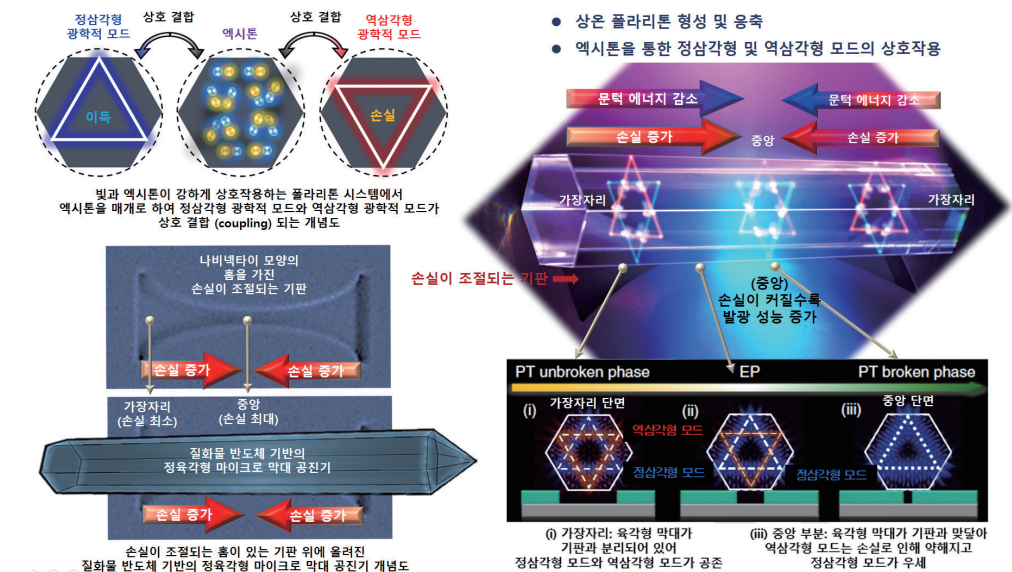 정삼각형
광학적 모드
상호 결합
엑시톤
상호 결합
역삼각형
광학적 모드
이득
손실
빛과 엑시톤이 강하게 상호작용하는 폴라리톤 시스템에서
엑시톤을 매개로 하여 정삼각형 광학적 모드와 역삼각형 광학적 모드가
상호 결합 (coupling) 되는 개념도
나비넥타이 모양의
홈을 가진
손실이 조절되는 기판
손실 증가
손실 증가
가장자리
(손실 최소)
중앙
(손실 최대)
질화물 반도체 기반의
정육각형 마이크로 막대 공진기
손실 증가
손실 증가
손실이 조절되는 홈이 있는 기판 위에 올려진
질화물 반도체 기반의 정육각형 마이크로 막대 공진기 개념도
● 상온 폴라리톤 형성 및 응축
● 엑시톤을 통한 정삼각형 및 역삼각형 모드의 상호작용
문턱 에너지 감소
문턱 에너지 감소
손실 증가
중앙
손실 증가
가장자리
가장자리
손실이 조절되는 기판
(중앙)
손실이 커질수록
발광 성능 증가
PT unbroken phase
EP
PT broken phase
(i)
가장자리 단면
(ii)
(iii)
중앙 단면
역삼각형 모드
정삼각형 모드
정삼각형 모드
(i) 가장자리: 육각형 막대가
기판과 분리되어 있어
정삼각형 모드와 역삼각형 모드가 공존
(iii) 중앙 부분: 육각형 막대가 기판과 맞닿아
역삼각형 모드는 손실로 인해 약해지고
정삼각형 모드가 우세